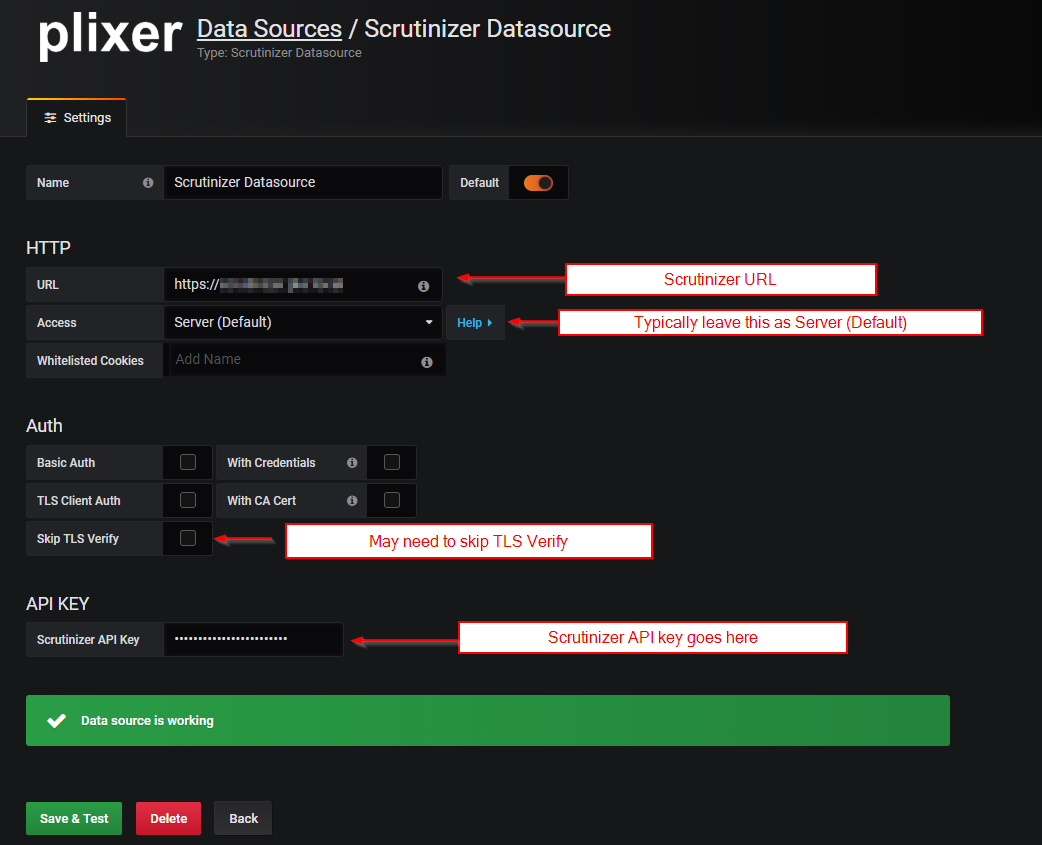 plixer
Data Sources / Scrutinizer Datasource
Type: Scrutinizer Datasource
Settings
Name
Scrutinizer Datasource
Default
HTTP
URL
https://
Scrutinizer URL
Access
Server (Default)
Help
Typically leave this as Server (Default)
Whitelisted Cookies
Add Name
Auth
Basic Auth
With Credentials
TLS Client Auth
With CA Cert
Skip TLS Verify
May need to skip TLS Verify
API KEY
Scrutinizer API Key
Scrutinizer API key goes here
Data source is working
Save & Test
Delete
Back